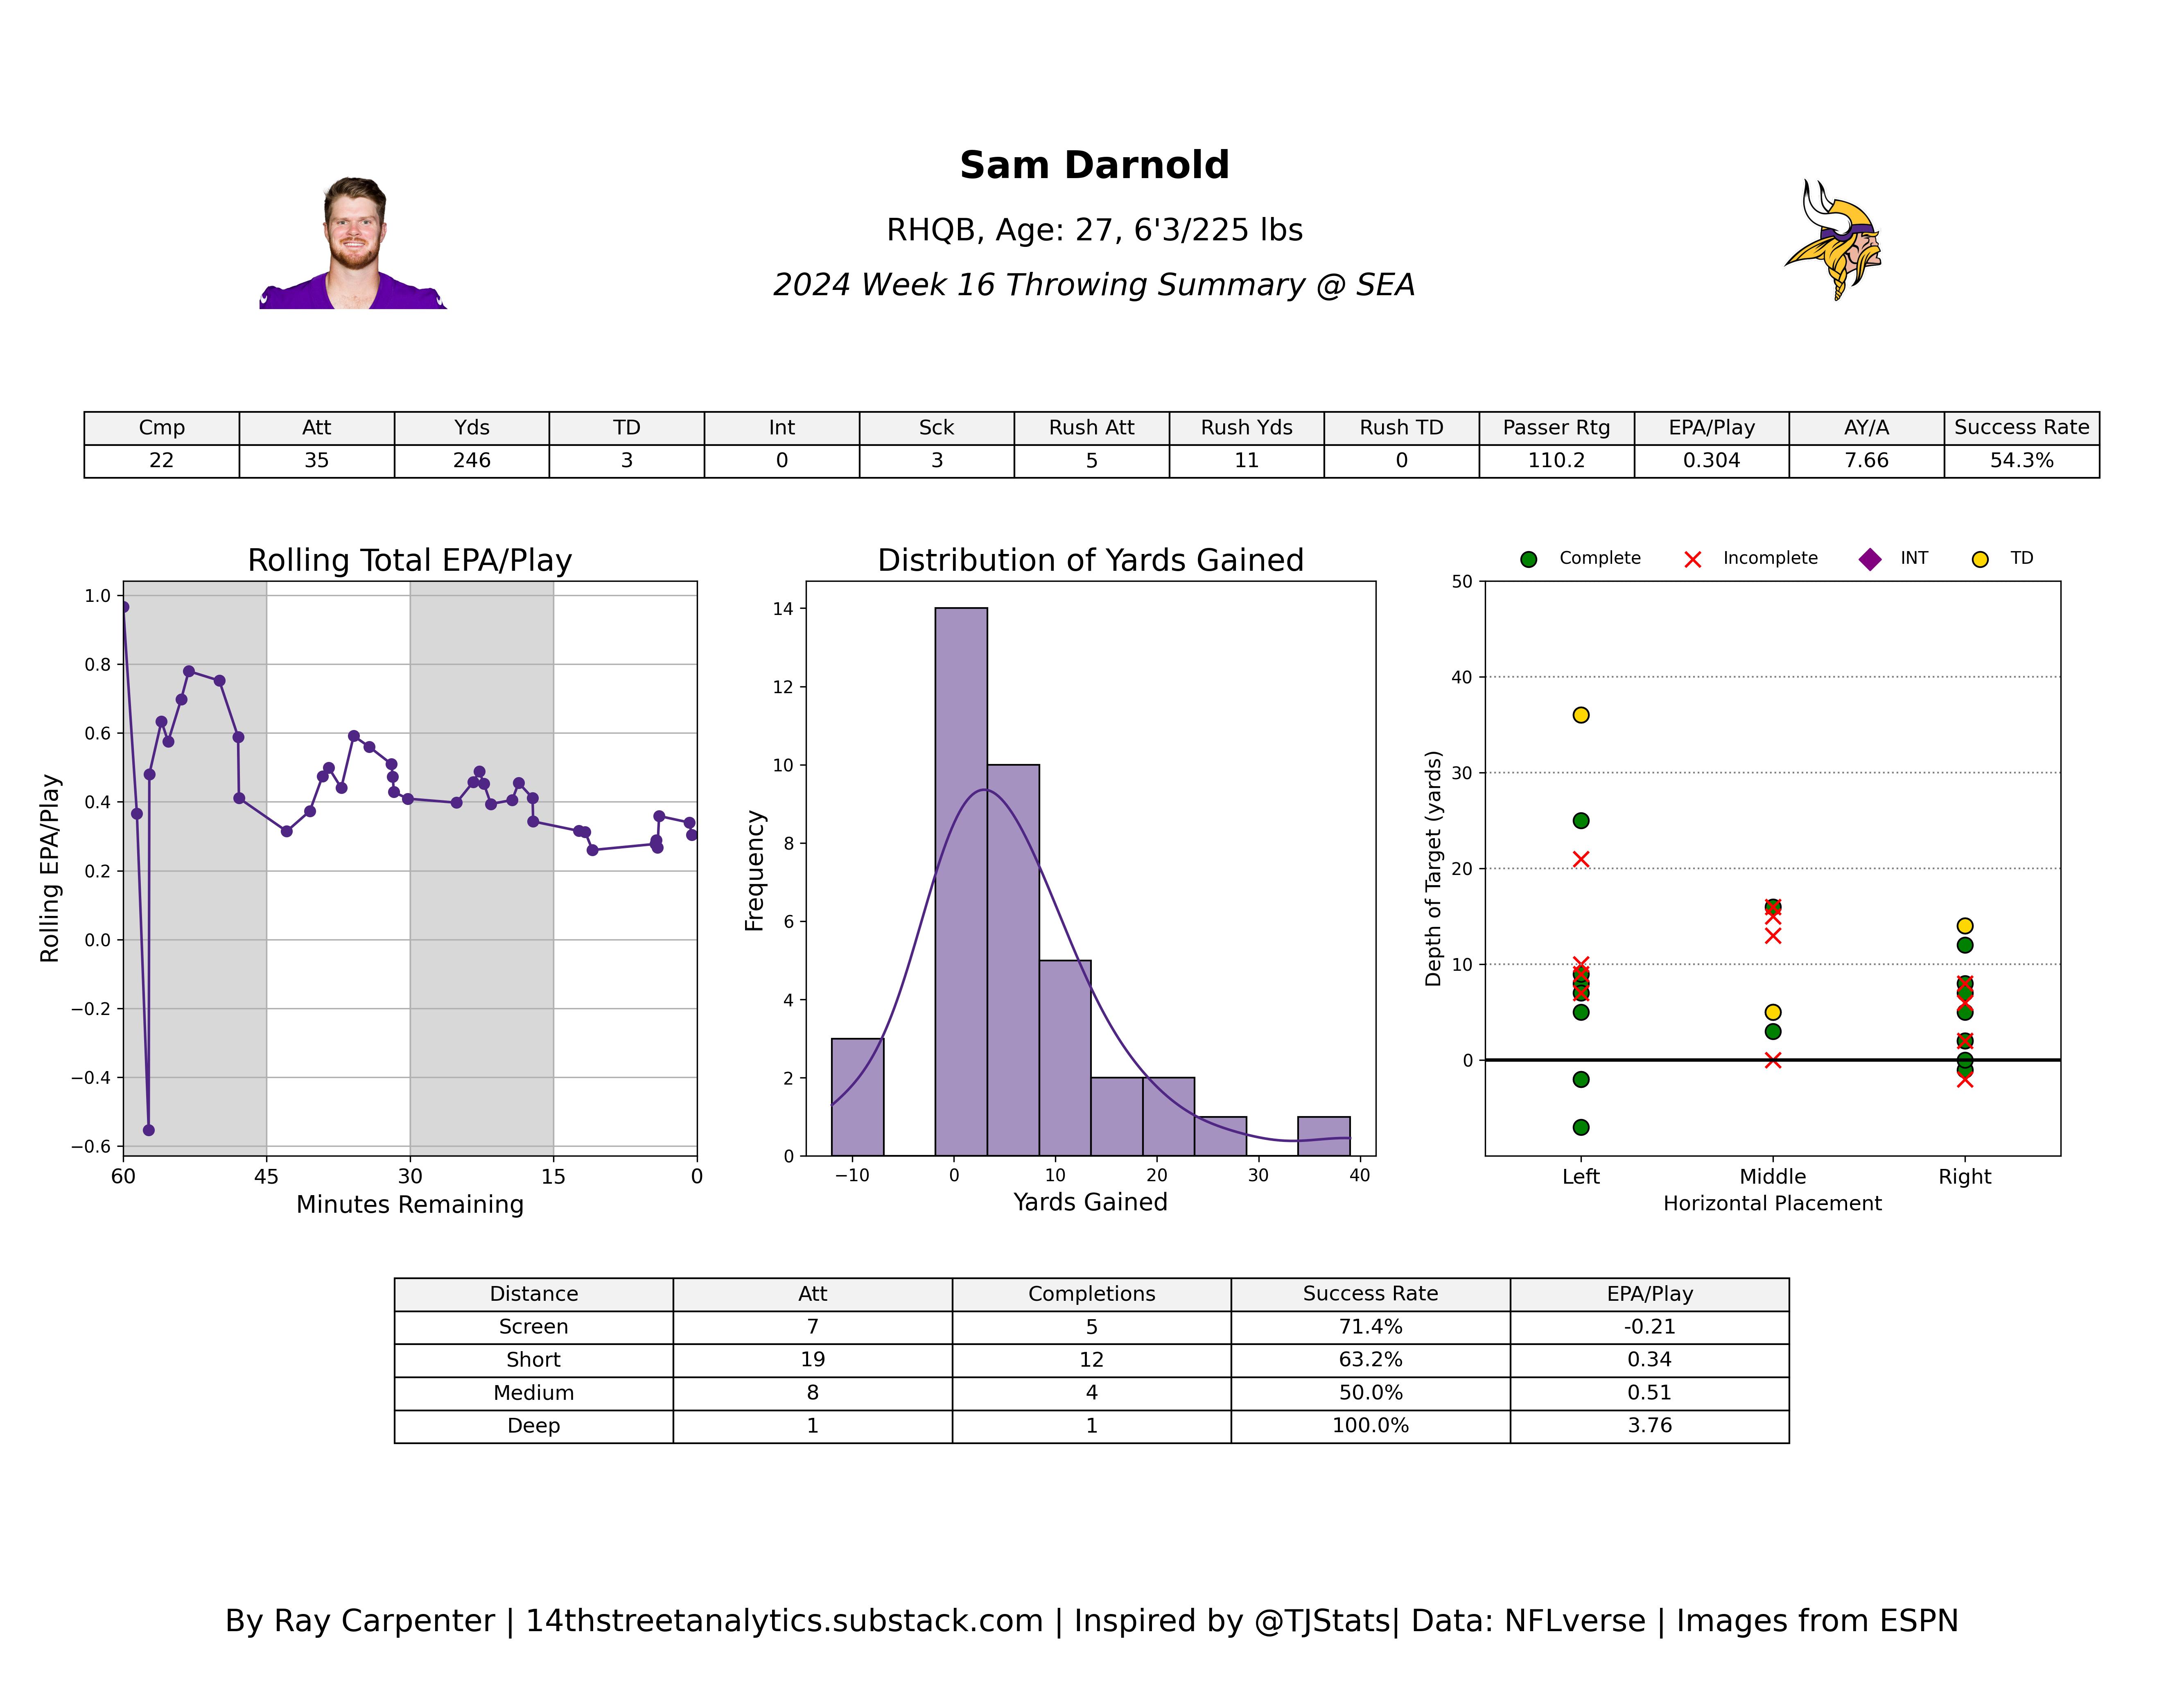 Sam Darnold
RHQB, Age: 27, 6'3/225 lbs
2024 Week 16 Throwing Summary @ SEA
Cmp Att Yds TD Int Sck Rush Att Rush Yds Rush TD Passer Rtg EPA/Play AY/A Success Rate
22 35 246 3 0 3 5 11 0 110.2 0.304 7.66 54.3%
Rolling Total EPA/Play
1.0
0.8
0.6
0.4
0.2
0.0
−0.2
−0.4
−0.6
Rolling EPA/Play
60 45 30 15 0
Minutes Remaining
Distribution of Yards Gained
14
12
10
8
6
4
2
0
Frequency
−10 0 10 20 30 40
Yards Gained
Complete Incomplete INT TD
50
40
30
20
10
0
Depth of Target (yards)
Left Middle Right
Horizontal Placement
Distance Att Completions Success Rate EPA/Play
Screen 7 5 71.4% -0.21
Short 19 12 63.2% 0.34
Medium 8 4 50.0% 0.51
Deep 1 1 100.0% 3.76
By Ray Carpenter | 14thstreetanalytics.substack.com | Inspired by @TJStats| Data: NFLverse | Images from ESPN